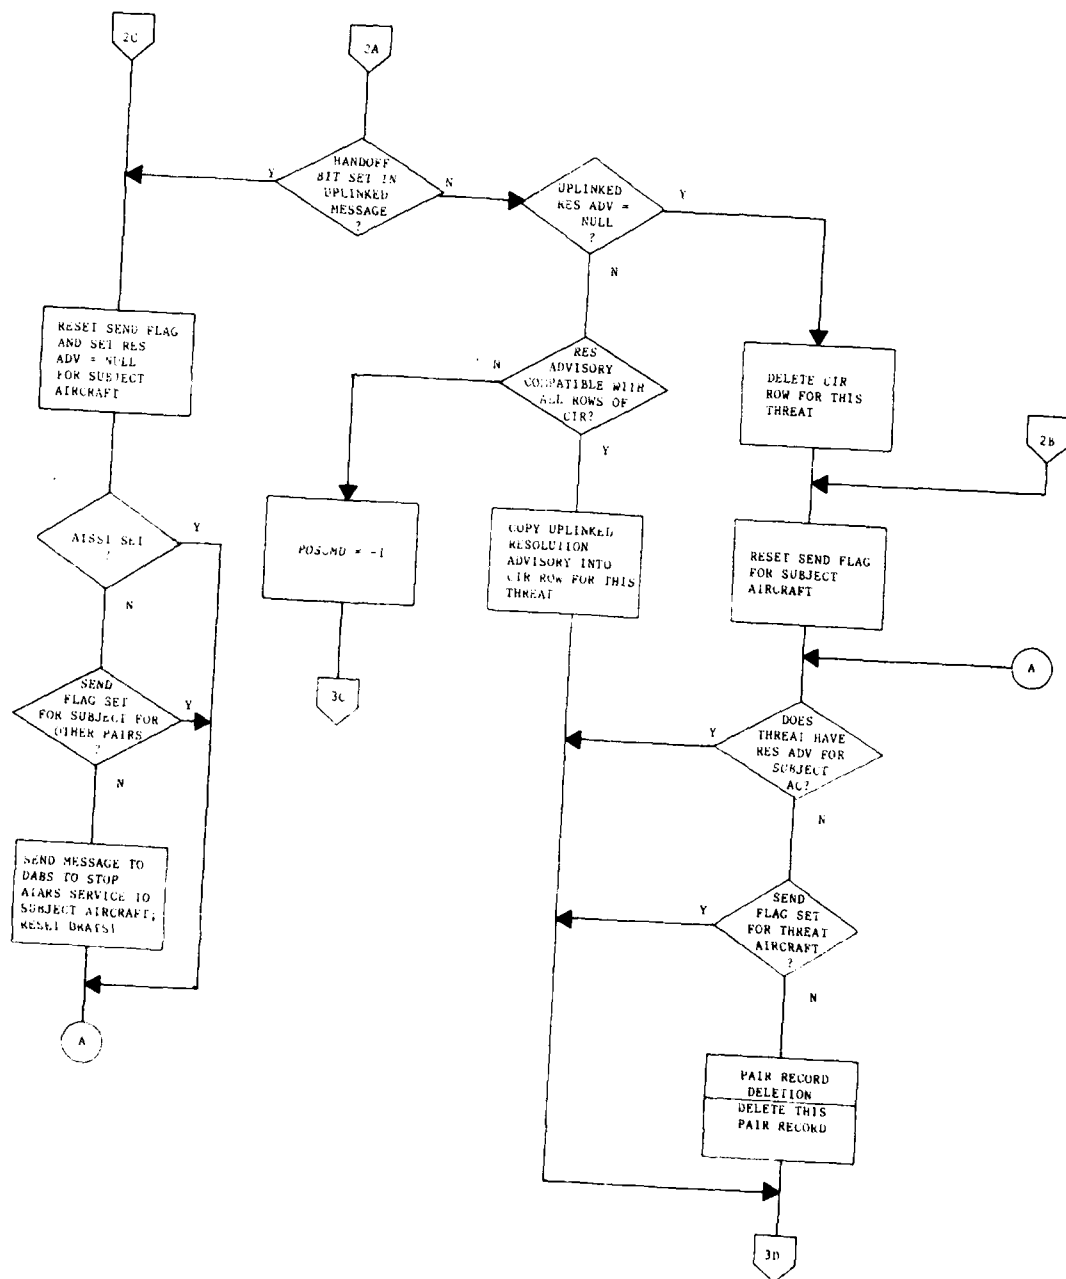 2C
2A
HANDOFF
BIT SET IN
UPLINKED
MESSAGE
?
Y
N
UPLINKED
RES ADV =
NULL
?
Y
N
RESET SEND FLAG
AND SET RES
ADV = NULL
FOR SUBJECT
AIRCRAFT
RES
ADVISORY
COMPATIBLE WITH
ALL ROWS OF
CIR?
N
Y
DELETE CIR
ROW FOR THIS
THREAT
2B
AISSI SET
?
Y
N
POSCMD = -1
COPY UPLINKED
RESOLUTION
ADVISORY INTO
CIR ROW FOR THIS
THREAT
RESET SEND FLAG
FOR SUBJECT
AIRCRAFT
A
SEND
FLAG SET
FOR SUBJECT FOR
OTHER PAIRS
?
Y
N
3C
DOES
THREAT HAVE
RES ADV FOR
SUBJECT
AC?
Y
N
SEND MESSAGE TO
DABS TO STOP
ATARS SERVICE TO
SUBJECT AIRCRAFT;
RESET
SEND
FLAG SET
FOR THREAT
AIRCRAFT
?
Y
N
A
PAIR RECORD
DELETION
DELETE THIS
PAIR RECORD
3D